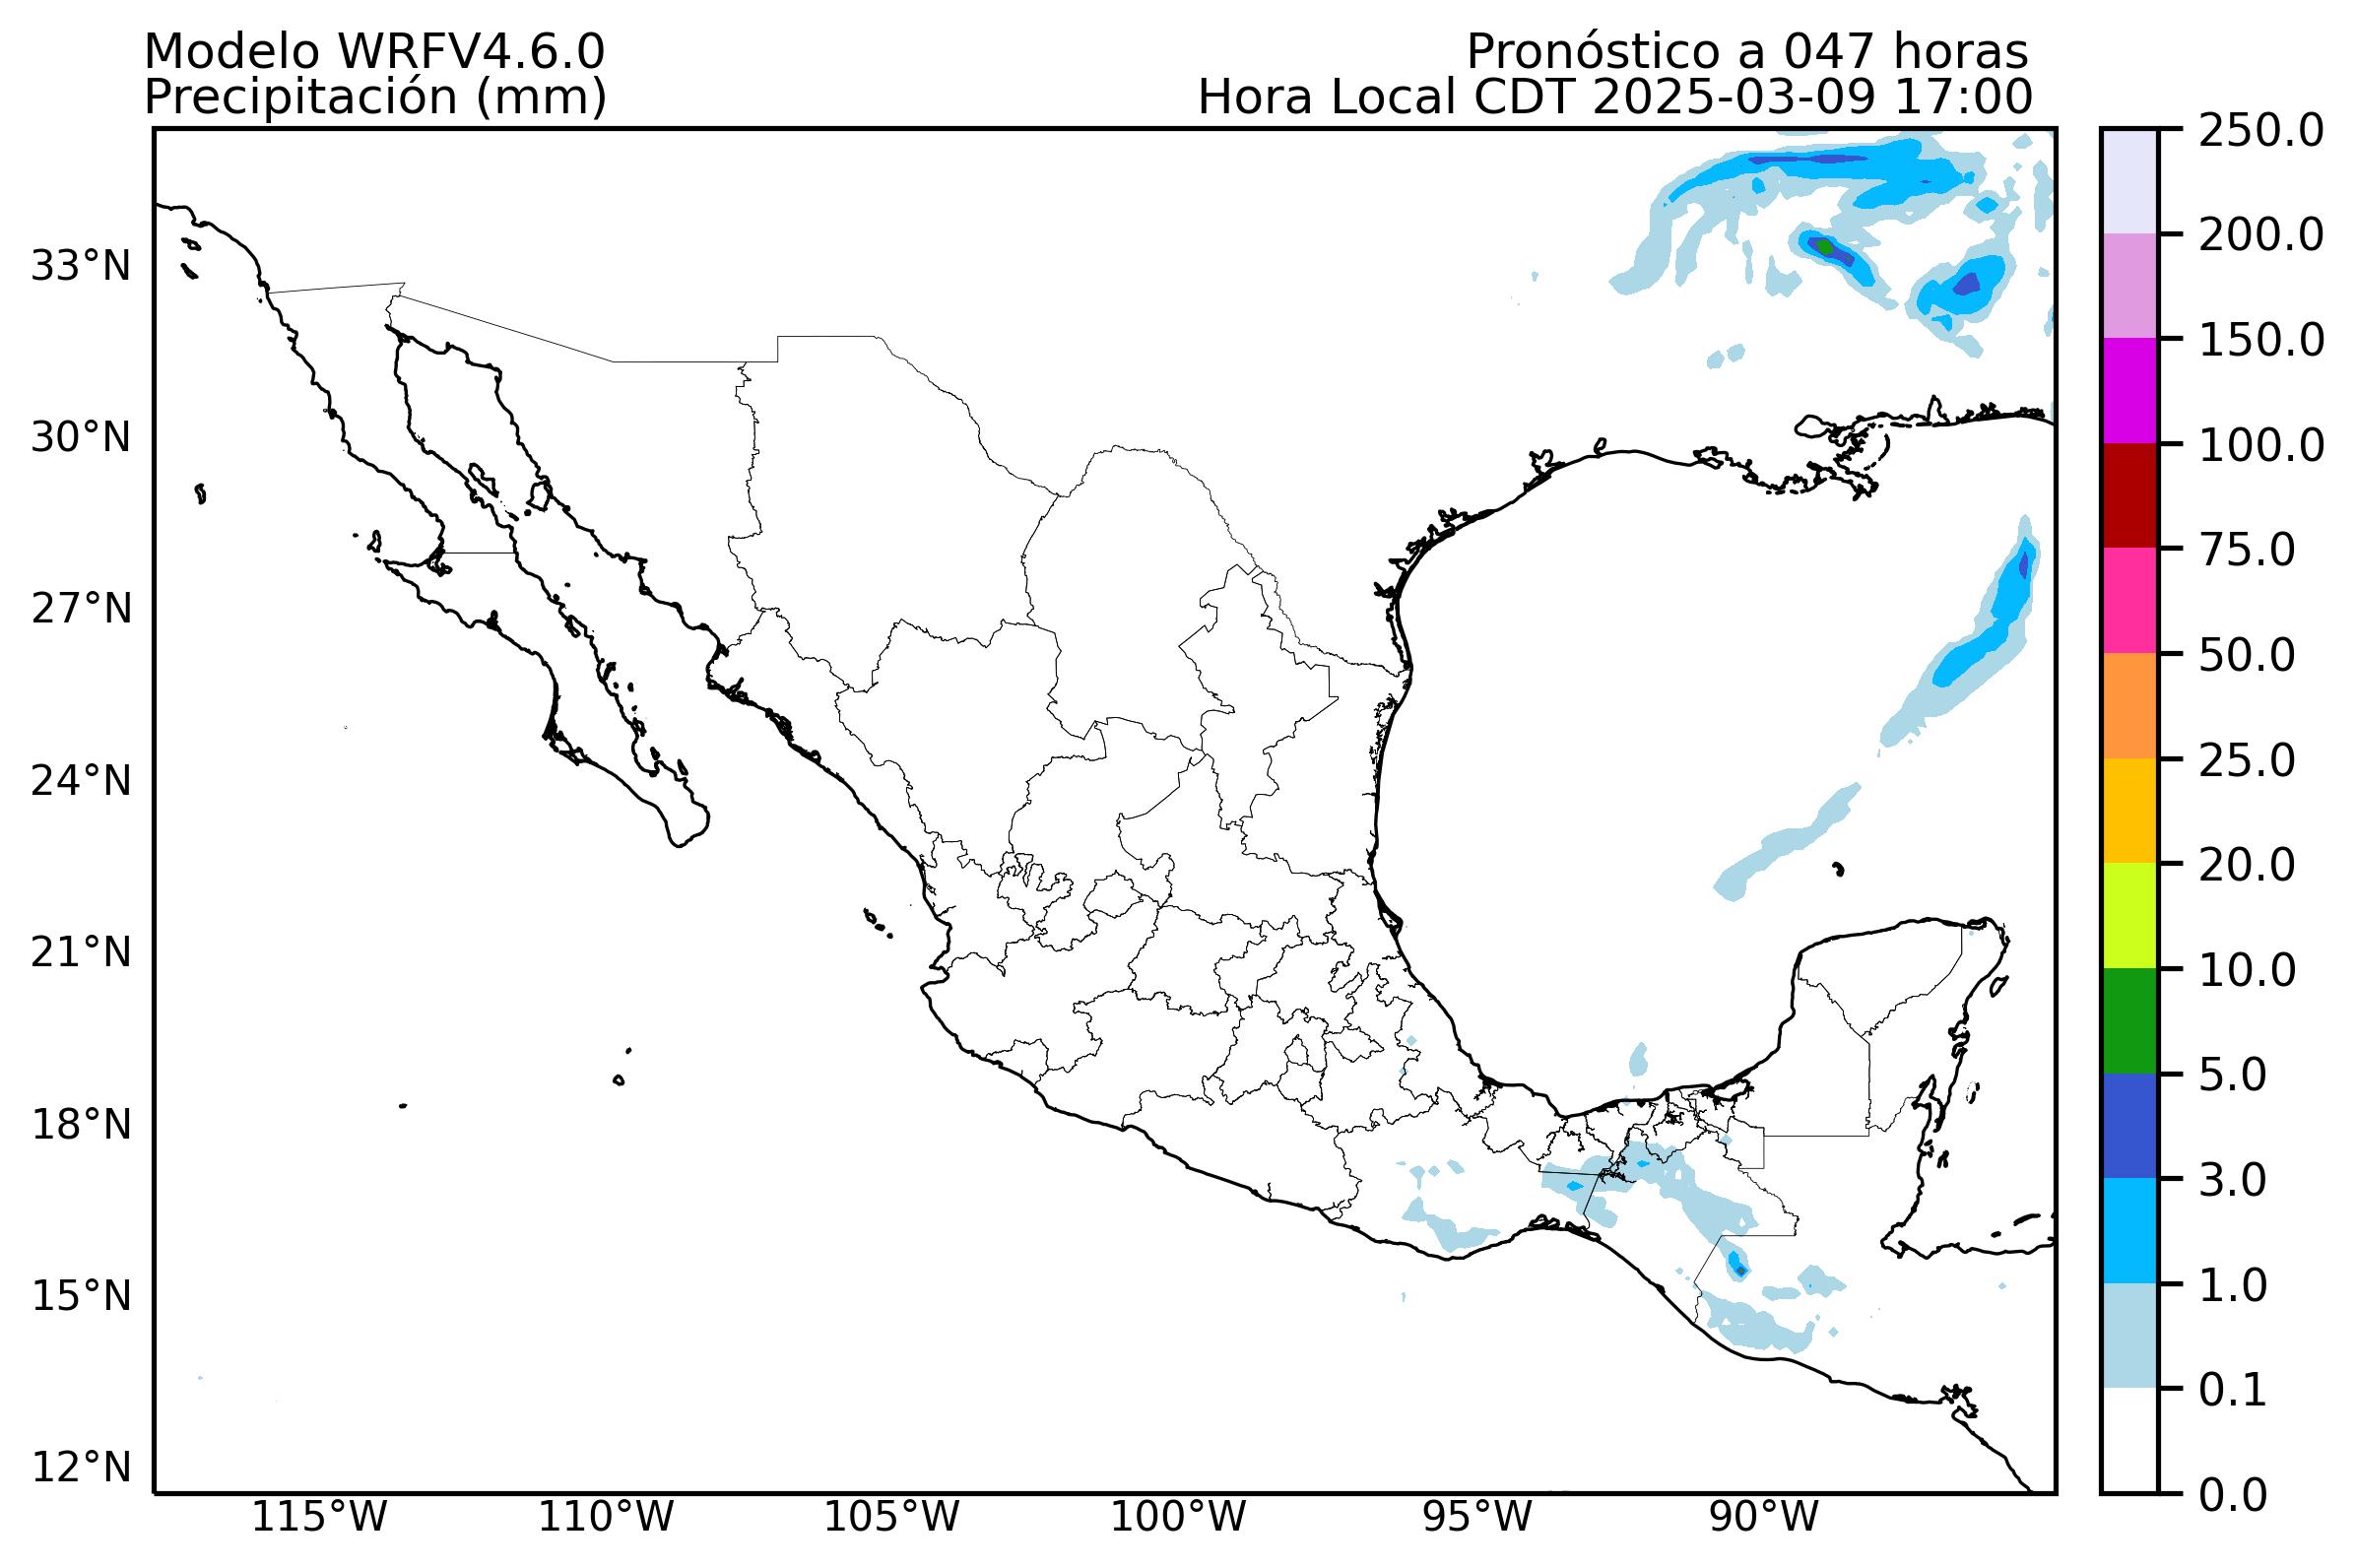 Modelo WRFV4.6.0
Pronóstico a 047 horas
Precipitación (mm)
Hora Local CDT 2025-03-09 17:00
250.0
200.0
150.0
100.0
75.0
50.0
25.0
20.0
10.0
5.0
3.0
1.0
0.1
0.0
33°N
30°N
27°N
24°N
21°N
18°N
15°N
12°N
115°W
110°W
105°W
100°W
95°W
90°W